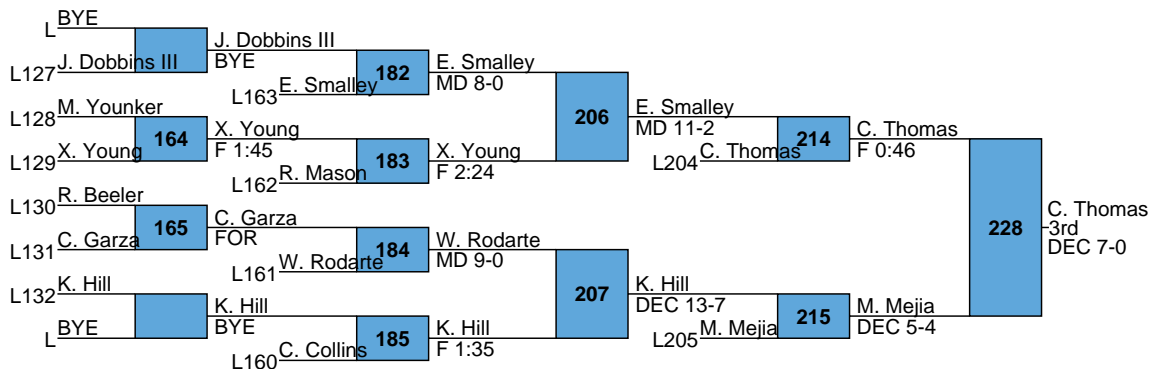 BYE
L
J. Dobbins III
BYE
L127 J. Dobbins III
182
E. Smalley
MD 8-0
L163 E. Smalley
L128 M. Younker
164
X. Young
F 1:45
L129 X. Young
183
X. Young
F 2:24
L162 R. Mason
206
E. Smalley
MD 11-2
L204 C. Thomas
214
C. Thomas
F 0:46
L130 R. Beeler
165
C. Garza
FOR
L131 C. Garza
184
W. Rodarte
MD 9-0
L161 W. Rodarte
L132 K. Hill
K. Hill
BYE
BYE
L
185
K. Hill
F 1:35
L160 C. Collins
207
K. Hill
DEC 13-7
L205 M. Mejia
215
M. Mejia
DEC 5-4
228
C. Thomas
3rd
DEC 7-0